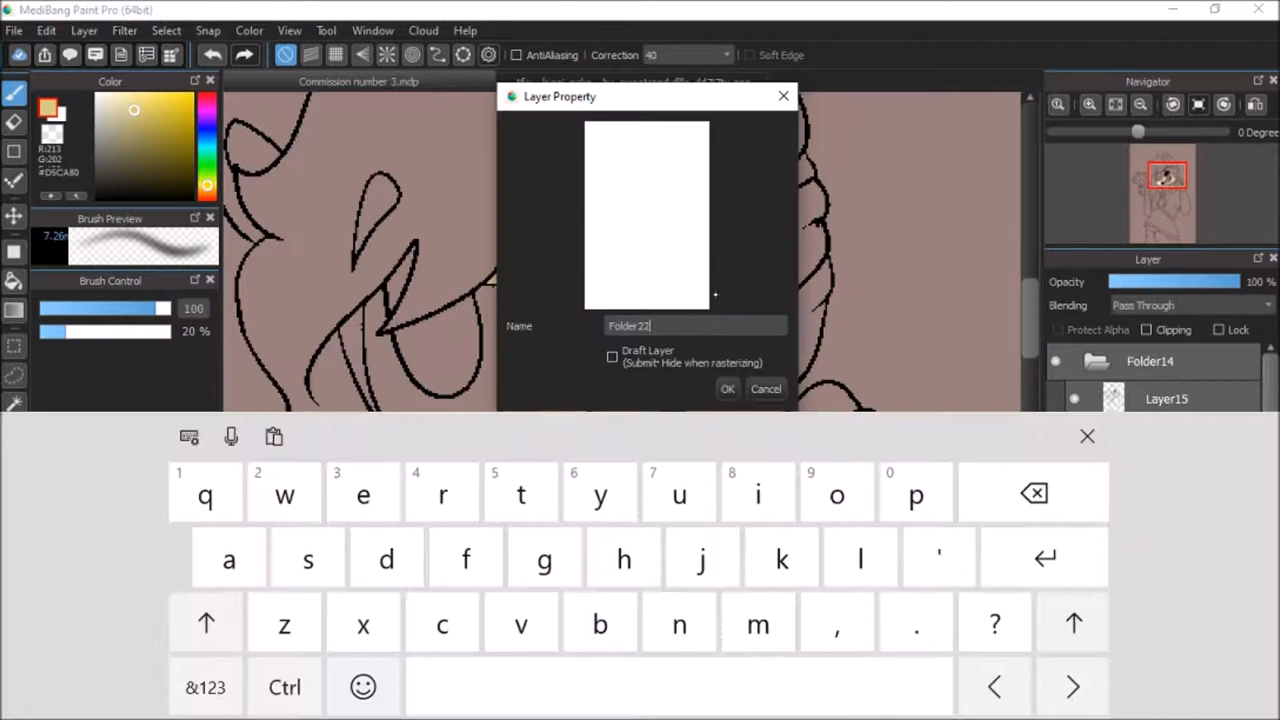 MediBang Paint Pro (64bit)
File Edit Layer Filter Select Snap Color View Tool Window Cloud Help
AntiAliasing Correction 40 Soft Edge
Color Commission number 3.mdp Navigator
Layer Property
R:213
G:202
#D5CA80
0 Degree
Brush Preview
7.26
Brush Control
100
20 %
Layer
Opacity 100 %
Blending Pass Through
Protect Alpha Clipping Lock
Folder14
Layer15
Name Folder22
Draft Layer
(Submit• Hide when rasterizing)
OK Cancel
1 2 3 4 5 6 7 8 9 0
q w e r t y u i o p
a s d f g h j k l '
z x c v b n m , . ?
&123 Ctrl